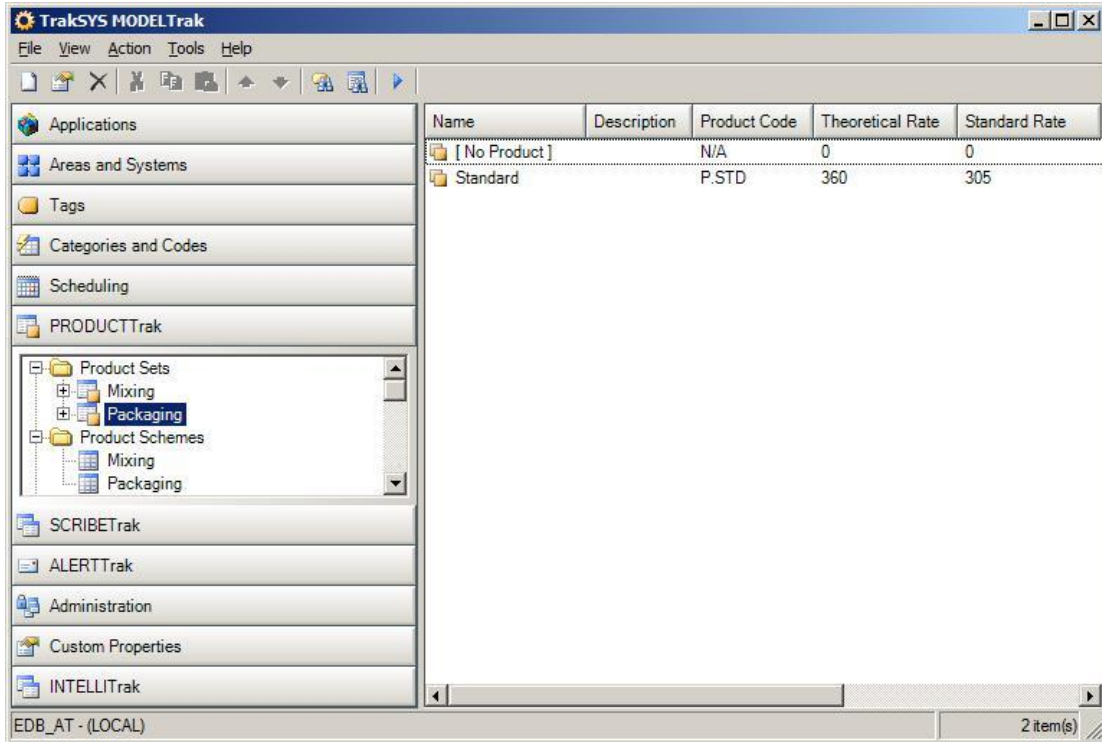 TrakSYS MODELTrak
File View Action Tools Help
Applications
Areas and Systems
Tags
Categories and Codes
Scheduling
PRODUCTTrak
Product Sets
Mixing
Packaging
Product Schemes
Mixing
Packaging
SCRIBETrak
ALERTTrak
Administration
Custom Properties
INTELLITrak
Name Description Product Code Theoretical Rate Standard Rate
[ No Product ] N/A 0 0
Standard P.STD 360 305
EDB_AT - (LOCAL) 2 item(s)